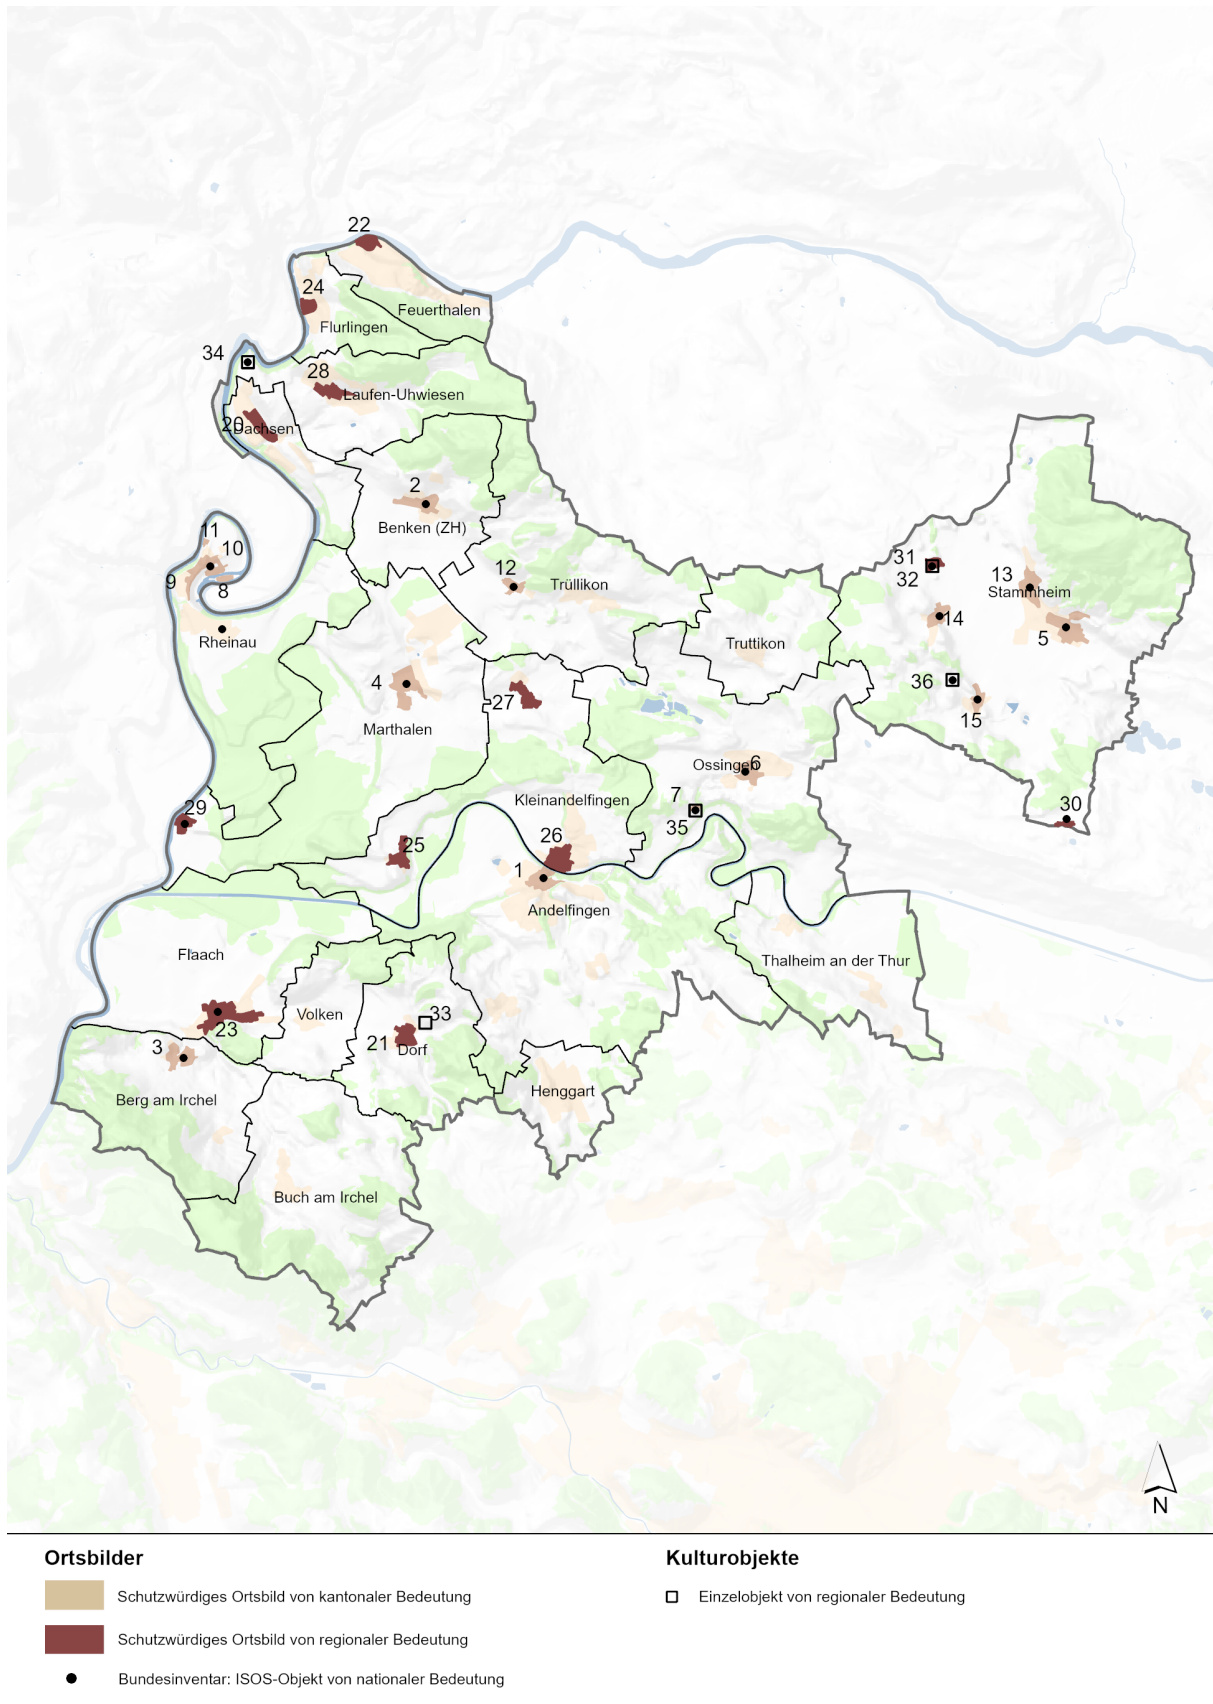 22
24
Feuerthalen
Flurlingen
34
28
Laufen-Uhwiesen
20
Dachsen
2
Benken (ZH)
11
10
9
8
12
Trüllikon
31
32
13
Stammheim
14
5
Rheinau
Truttikon
4
27
36
15
Marthalen
Ossingen
6
7
35
Kleinandelfingen
29
30
25
26
1
Andelfingen
Flaach
Thalheim an der Thur
Volken
33
23
21
Dorf
3
Berg am Irchel
Henggart
Buch am Irchel
N
Ortsbilder
Kulturobjekte
Schutzwürdiges Ortsbild von kantonaler Bedeutung
Einzelobjekt von regionaler Bedeutung
Schutzwürdiges Ortsbild von regionaler Bedeutung
Bundesinventar: ISOS-Objekt von nationaler Bedeutung